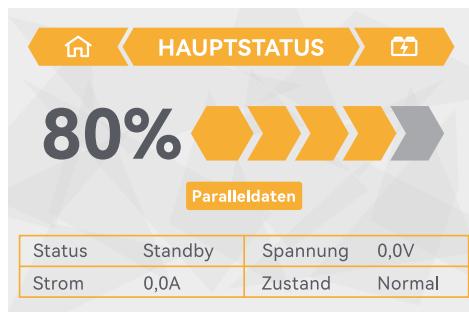 HAUPTSTATUS
80%
Paralleldaten
Status Standby Spannung 0,0V
Strom 0,0A Zustand Normal